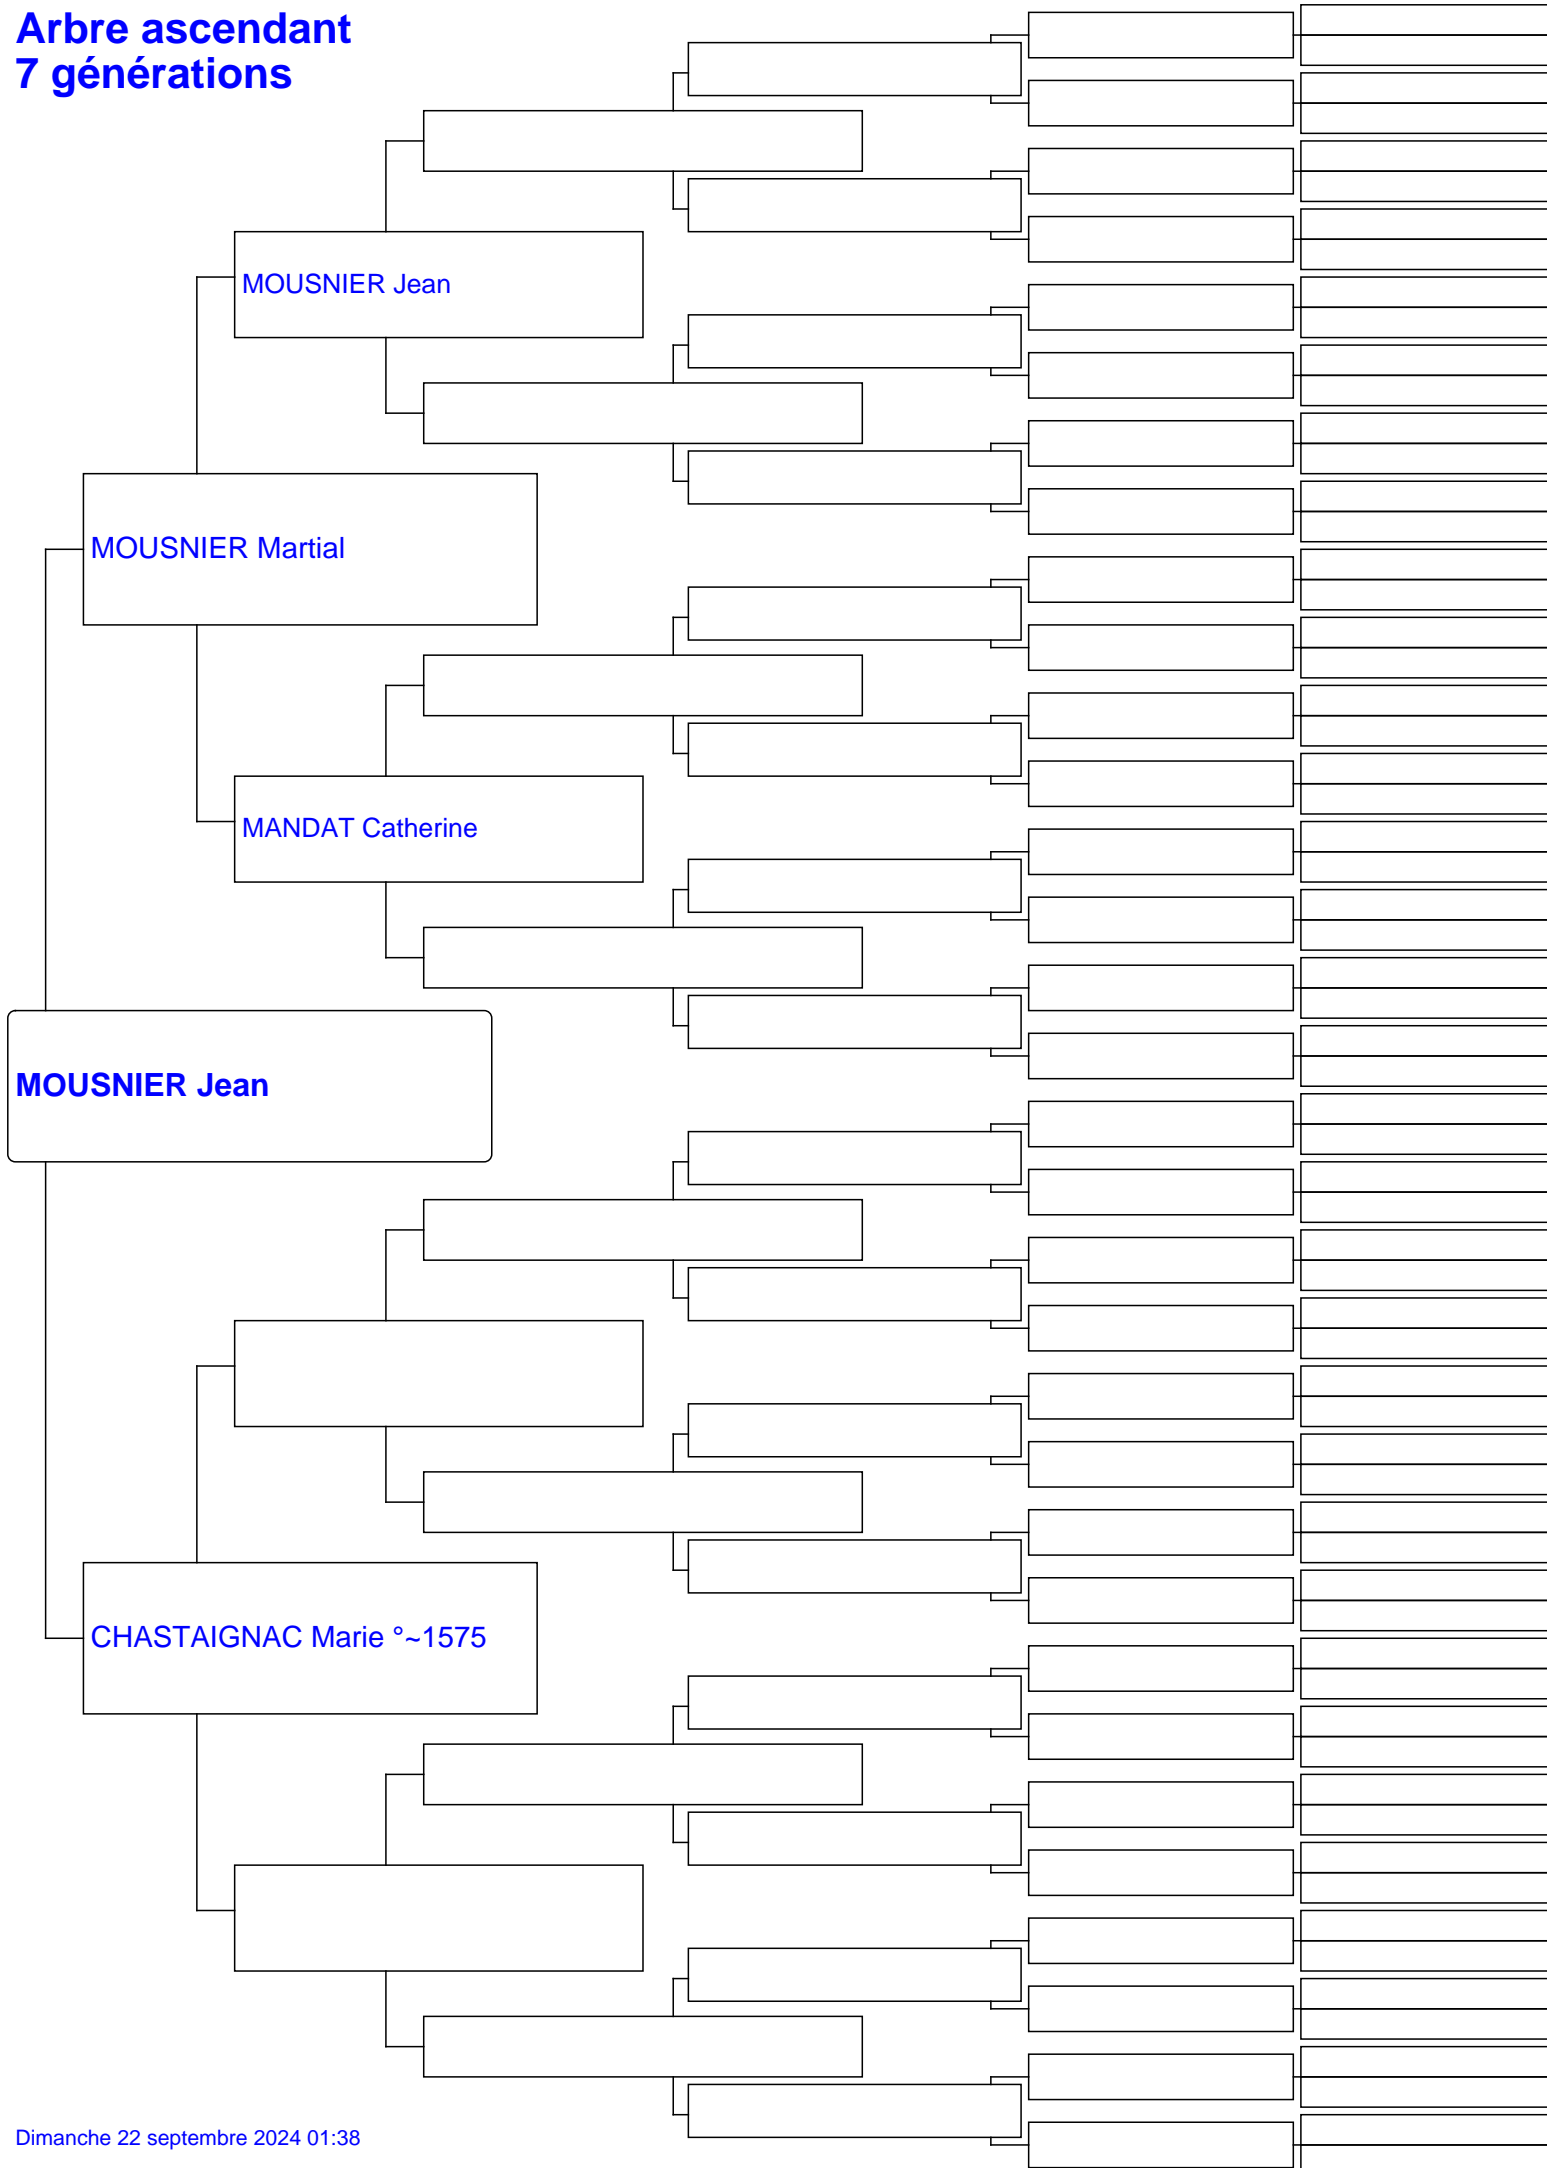 Arbre ascendant
7 générations
MOUSNIER Jean
MOUSNIER Martial
MANDAT Catherine
MOUSNIER Jean
CHASTAIGNAC Marie °~1575
Dimanche 22 septembre 2024 01:38